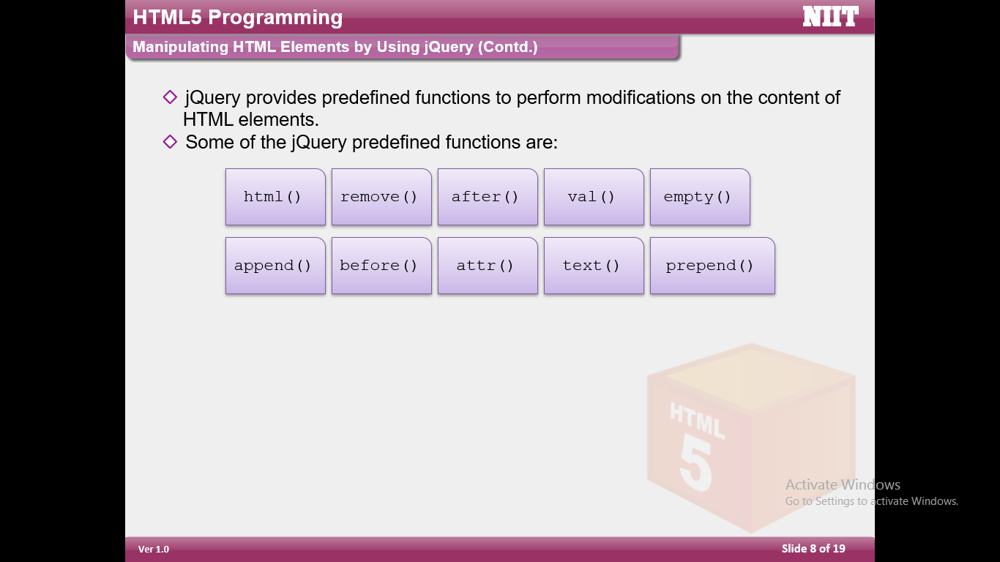 HTML5 Programming
NIIT
Manipulating HTML Elements by Using jQuery (Contd.)
jQuery provides predefined functions to perform modifications on the content of
HTML elements.
Some of the jQuery predefined functions are:
html() remove() after() val() empty()
append() before() attr() text() prepend()
HTML
5
Activate Windows
Go to Settings to activate Windows.
Ver 1.0
Slide 8 of 19